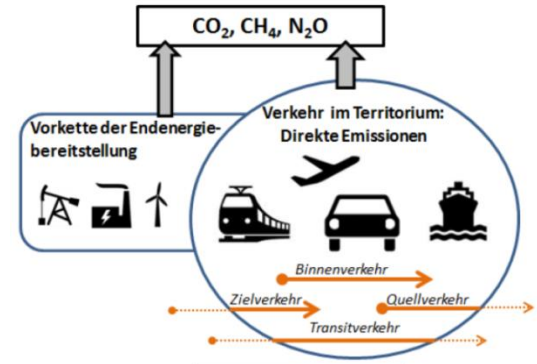 CO₂, CH₄, N₂O
Vorkette der Endenergie-
bereitstellung
Verkehr im Territorium:
Direkte Emissionen
Binnenverkehr
Zielverkehr
Quellverkehr
Transitverkehr